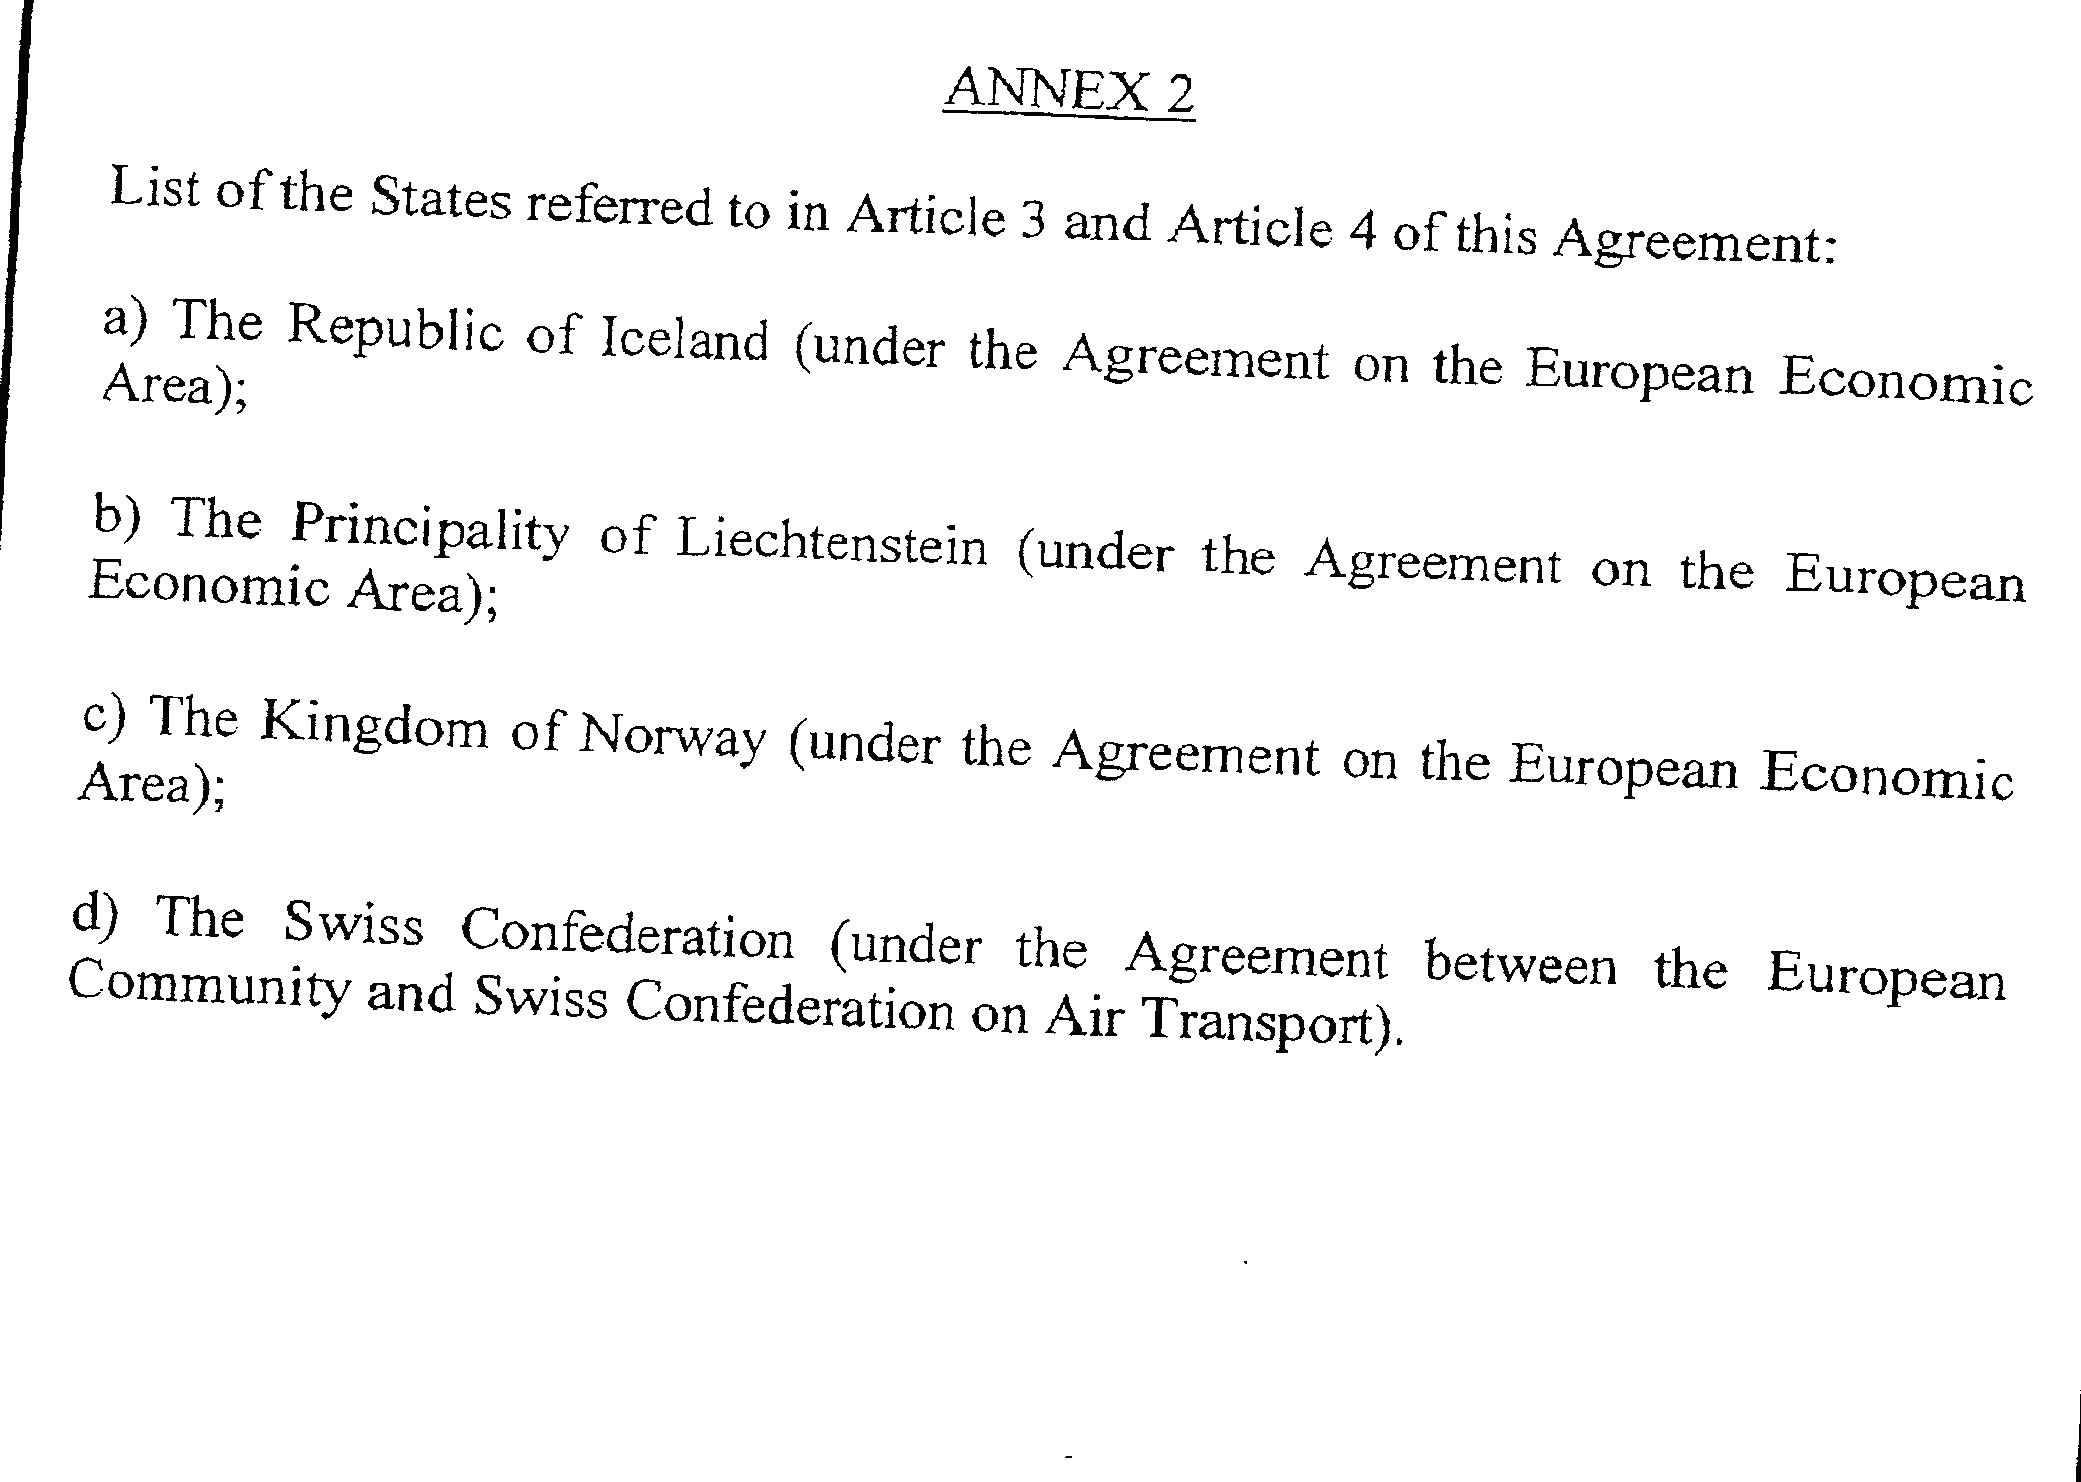 ANNEX 2
List of the States referred to in Article 3 and Article 4 of this Agreement:
a) The Republic of Iceland (under the Agreement on the European Economic
Area);
b) The Principality of Liechtenstein (under the Agreement on the European
Economic Area);
c) The Kingdom of Norway (under the Agreement on the European Economic
Area);
d) The Swiss Confederation (under the Agreement between the European
Community and Swiss Confederation on Air Transport).